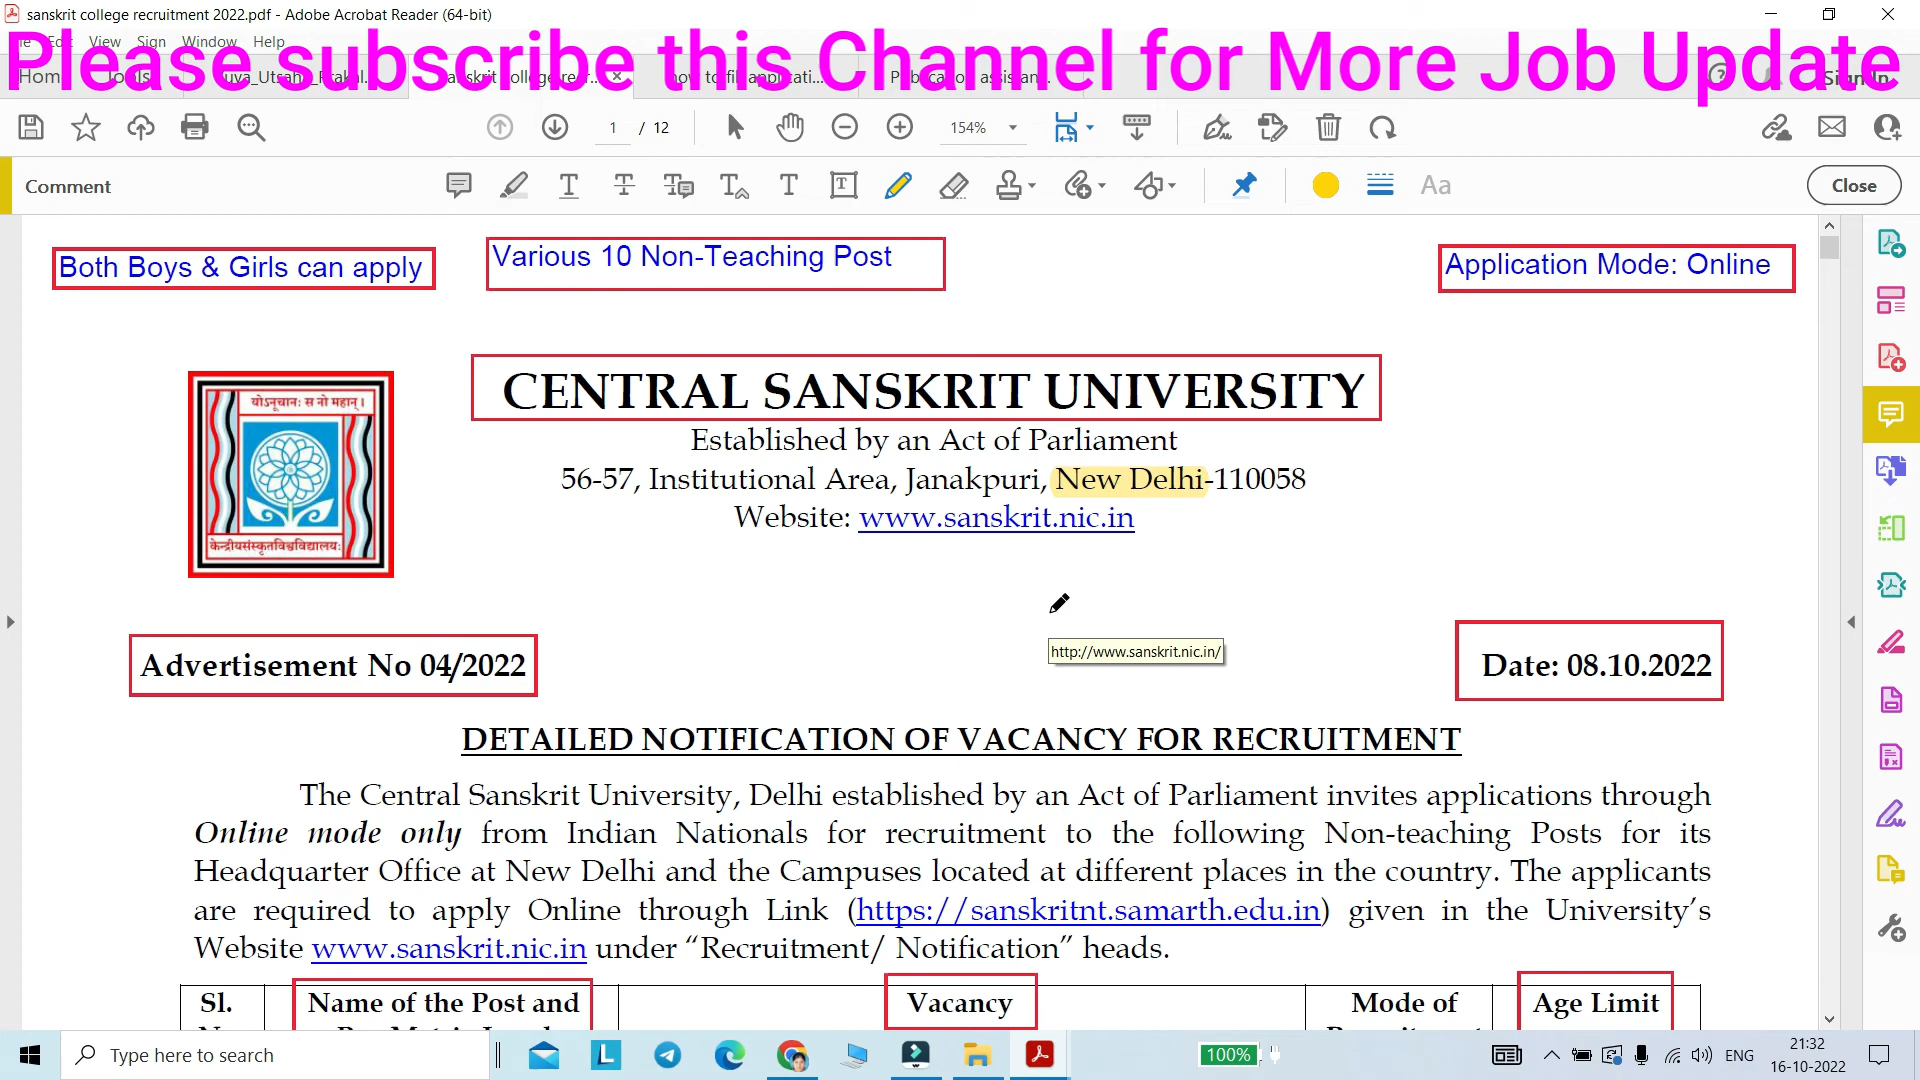 sanskrit college recruitment 2022.pdf - Adobe Acrobat Reader (64-bit)
Please subscribe this Channel for More Job Update
View Sign Window Help
1 / 12
154%
Comment
Aa
Close
Both Boys & Girls can apply
Various 10 Non-Teaching Post
Application Mode: Online
योऽनूचानः स नो महान्।
केन्द्रीयसंस्कृतविश्वविद्यालयः
CENTRAL SANSKRIT UNIVERSITY
Established by an Act of Parliament
56-57, Institutional Area, Janakpuri, New Delhi-110058
Website: www.sanskrit.nic.in
http://www.sanskrit.nic.in/
Advertisement No 04/2022
Date: 08.10.2022
DETAILED NOTIFICATION OF VACANCY FOR RECRUITMENT
The Central Sanskrit University, Delhi established by an Act of Parliament invites applications through
Online mode only from Indian Nationals for recruitment to the following Non-teaching Posts for its
Headquarter Office at New Delhi and the Campuses located at different places in the country. The applicants
are required to apply Online through Link (https://sanskritnt.samarth.edu.in) given in the University's
Website www.sanskrit.nic.in under “Recruitment/ Notification” heads.
Sl.
Name of the Post and
Vacancy
Mode of
Age Limit
Type here to search
100%
ENG
21:32
16-10-2022